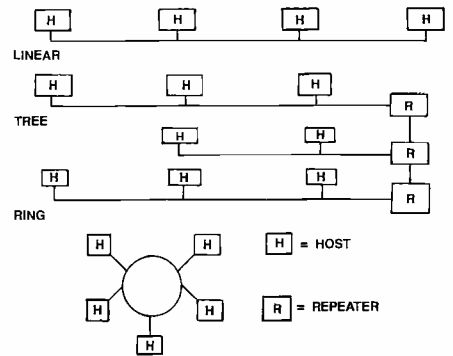 H H H H
LINEAR
H H H
R
TREE
H H
R
H H H
R
RING
H H
H = HOST
H H
R = REPEATER
H